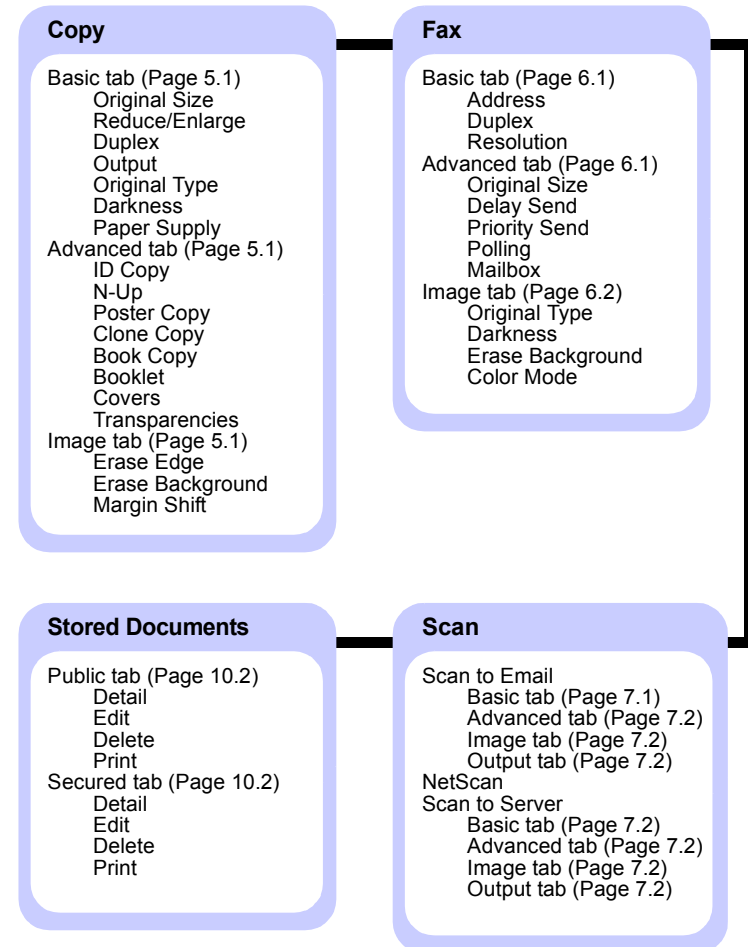 Copy
Basic tab (Page 5.1)
Original Size
Reduce/Enlarge
Duplex
Output
Original Type
Darkness
Paper Supply
Advanced tab (Page 5.1)
ID Copy
N-Up
Poster Copy
Clone Copy
Book Copy
Booklet
Covers
Transparencies
Image tab (Page 5.1)
Erase Edge
Erase Background
Margin Shift
Fax
Basic tab (Page 6.1)
Address
Duplex
Resolution
Advanced tab (Page 6.1)
Original Size
Delay Send
Priority Send
Polling
Mailbox
Image tab (Page 6.2)
Original Type
Darkness
Erase Background
Color Mode
Stored Documents
Public tab (Page 10.2)
Detail
Edit
Delete
Print
Secured tab (Page 10.2)
Detail
Edit
Delete
Print
Scan
Scan to Email
Basic tab (Page 7.1)
Advanced tab (Page 7.2)
Image tab (Page 7.2)
Output tab (Page 7.2)
NetScan
Scan to Server
Basic tab (Page 7.2)
Advanced tab (Page 7.2)
Image tab (Page 7.2)
Output tab (Page 7.2)